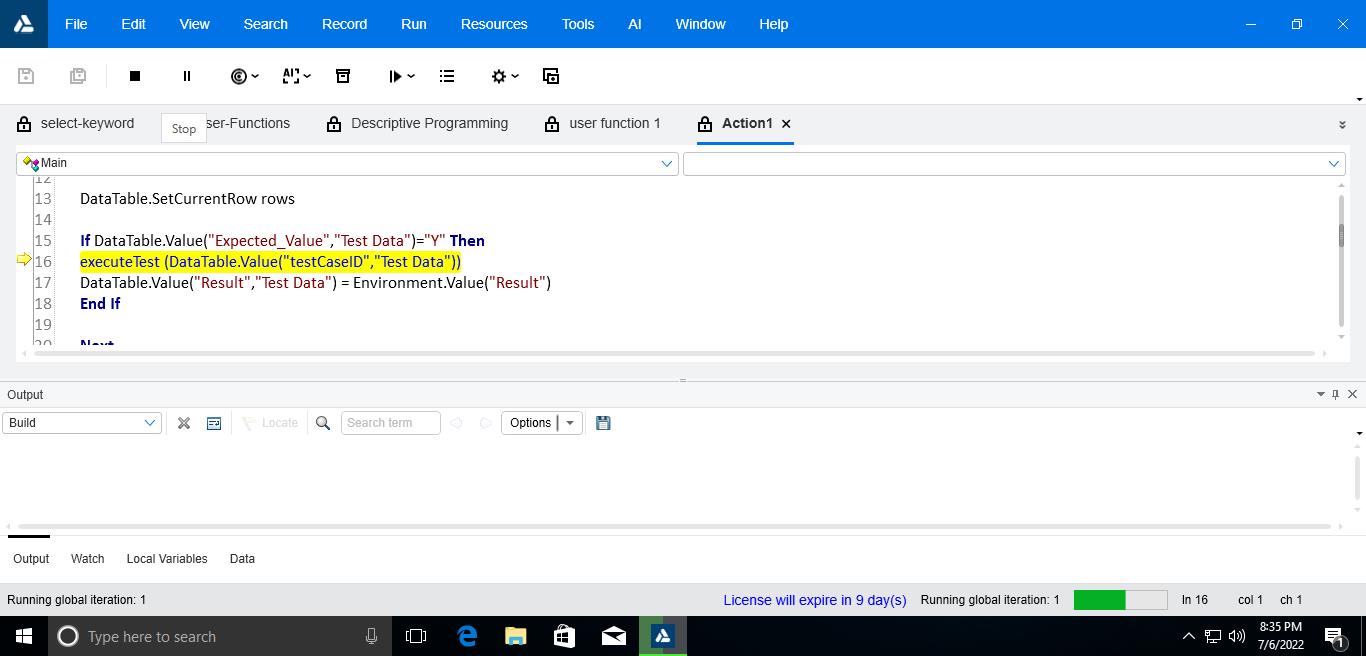 File Edit View Search Record Run Resources Tools AI Window Help
select-keyword Stop ser-Functions Descriptive Programming user function 1 Action1
Main
12
13 DataTable.SetCurrentRow rows
14
15 If DataTable.Value("Expected_Value","Test Data")="Y" Then
16 executeTest (DataTable.Value("testCaseID","Test Data"))
17 DataTable.Value("Result","Test Data") = Environment.Value("Result")
18 End If
19
20 Next
Output
Build Locate Search term Options
Output Watch Local Variables Data
Running global iteration: 1 License will expire in 9 day(s) Running global iteration: 1 ln 16 col 1 ch 1
Type here to search 8:35 PM
7/6/2022 1